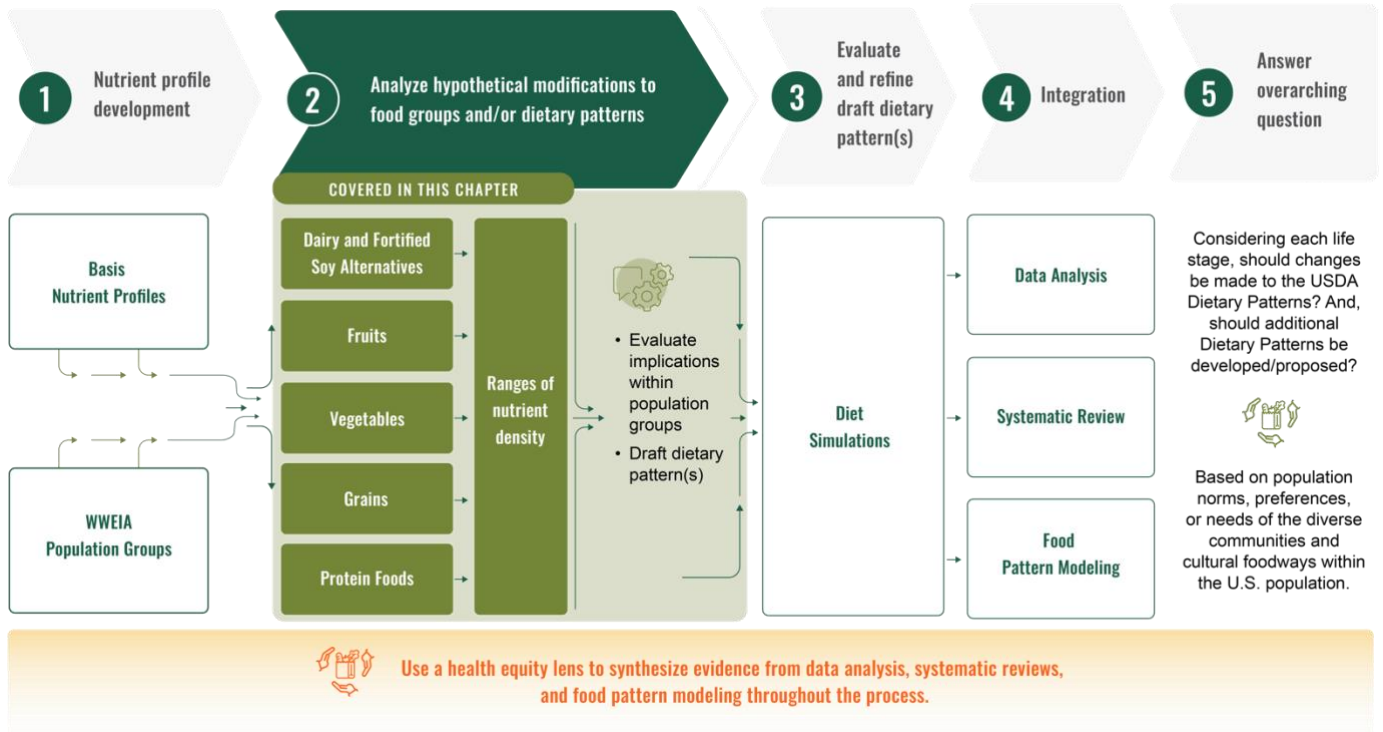 1
Nutrient profile
development
2
Analyze hypothetical modifications to
food groups and/or dietary patterns
3
Evaluate
and refine
draft dietary
pattern(s)
4
Integration
5
Answer
overarching
question
COVERED IN THIS CHAPTER
Basis
Nutrient Profiles
WWEIA
Population Groups
Dairy and Fortified
Soy Alternatives
Fruits
Vegetables
Grains
Protein Foods
Ranges of
nutrient
density
• Evaluate
implications
within
population
groups
• Draft dietary
pattern(s)
Diet
Simulations
Data Analysis
Systematic Review
Food
Pattern Modeling
Considering each life
stage, should changes
be made to the USDA
Dietary Patterns? And,
should additional
Dietary Patterns be
developed/proposed?
Based on population
norms, preferences,
or needs of the diverse
communities and
cultural foodways within
the U.S. population.
Use a health equity lens to synthesize evidence from data analysis, systematic reviews,
and food pattern modeling throughout the process.